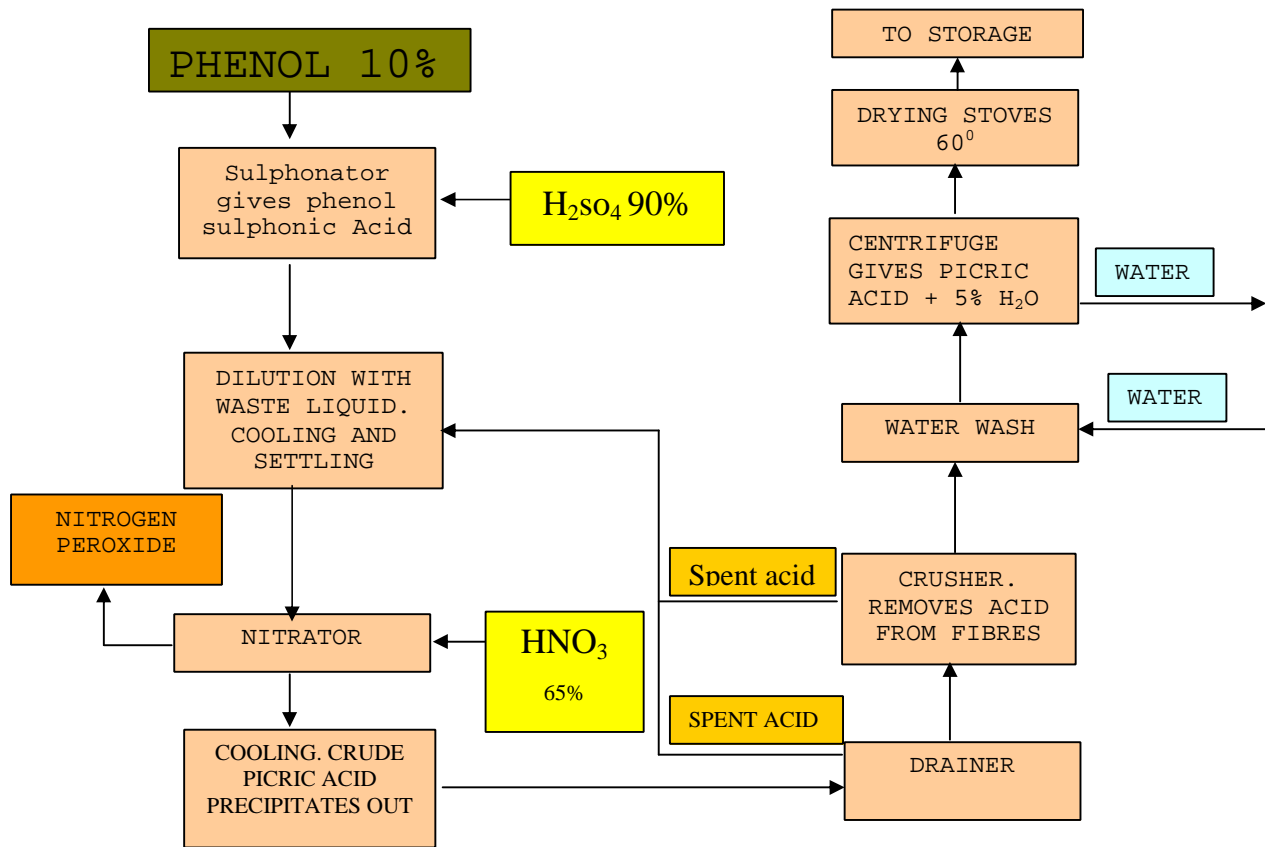 PHENOL 10%
Sulphonator
gives phenol
sulphonic Acid
H₂so₄ 90%
DILUTION WITH
WASTE LIQUID.
COOLING AND
SETTLING
NITROGEN
PEROXIDE
NITRATOR
HNO₃
65%
COOLING. CRUDE
PICRIC ACID
PRECIPITATES OUT
Spent acid
SPENT ACID
DRAINER
CRUSHER.
REMOVES ACID
FROM FIBRES
WATER WASH
WATER
CENTRIFUGE
GIVES PICRIC
ACID + 5% H₂O
WATER
DRYING STOVES
60⁰
TO STORAGE